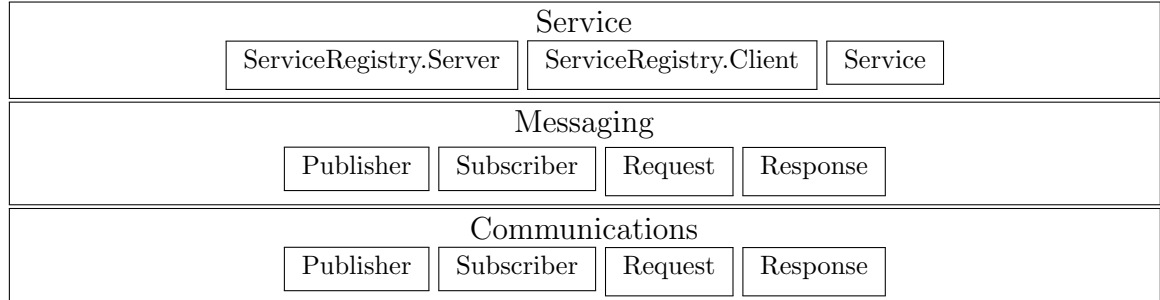 Service
ServiceRegistry.Server ServiceRegistry.Client Service
Messaging
Publisher Subscriber Request Response
Communications
Publisher Subscriber Request Response